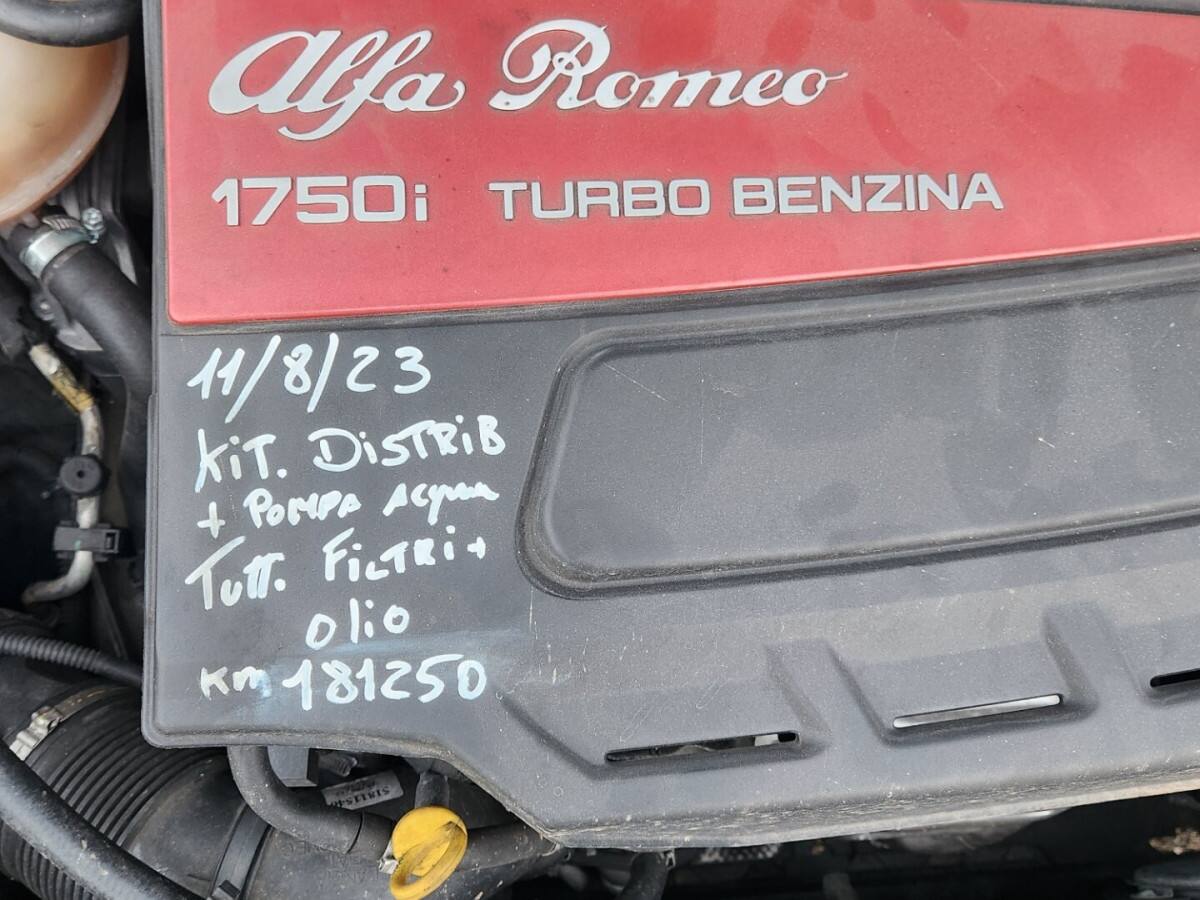 Alfa Romeo
1750i TURBO BENZINA
11/8/23
KiT. DiSTRiB
+ POMPA Acqua
Tutt. FiLTRi +
olio
Km 181250